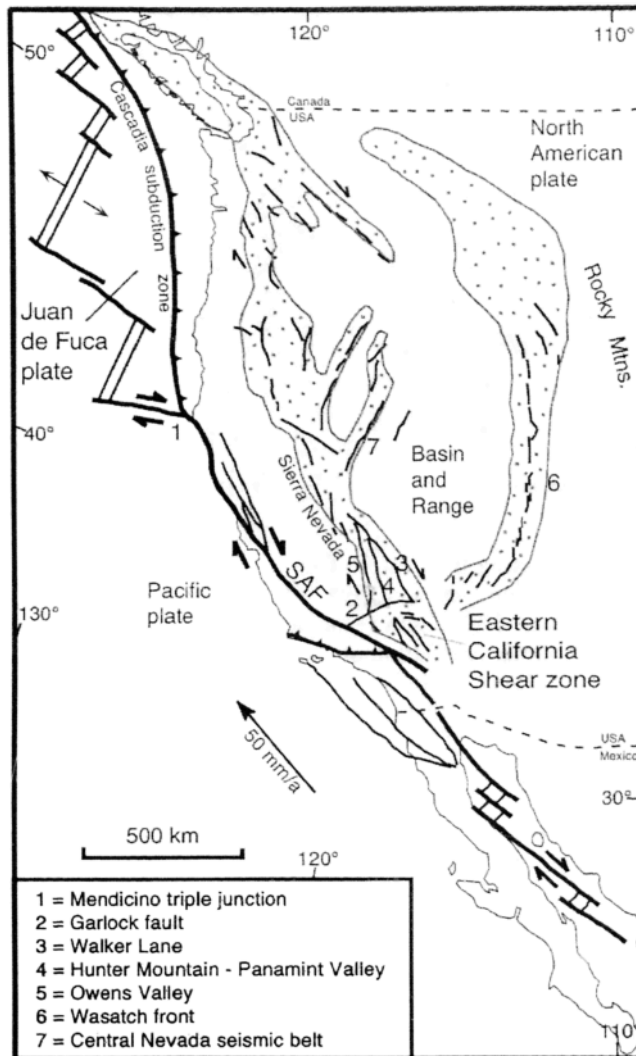 120°
110°
50°
Canada
USA
North
American
plate
Cascadia
subduction
zone
Rocky
Mtns.
Juan
de Fuca
plate
40°
1
7
Basin
and
Range
6
Sierra Nevada
5
3
4
2
SAF
Pacific
plate
130°
Eastern
California
Shear zone
50 mm/a
USA
Mexico
30°
500 km
120°
1 = Mendicino triple junction
2 = Garlock fault
3 = Walker Lane
4 = Hunter Mountain - Panamint Valley
5 = Owens Valley
6 = Wasatch front
7 = Central Nevada seismic belt
110°